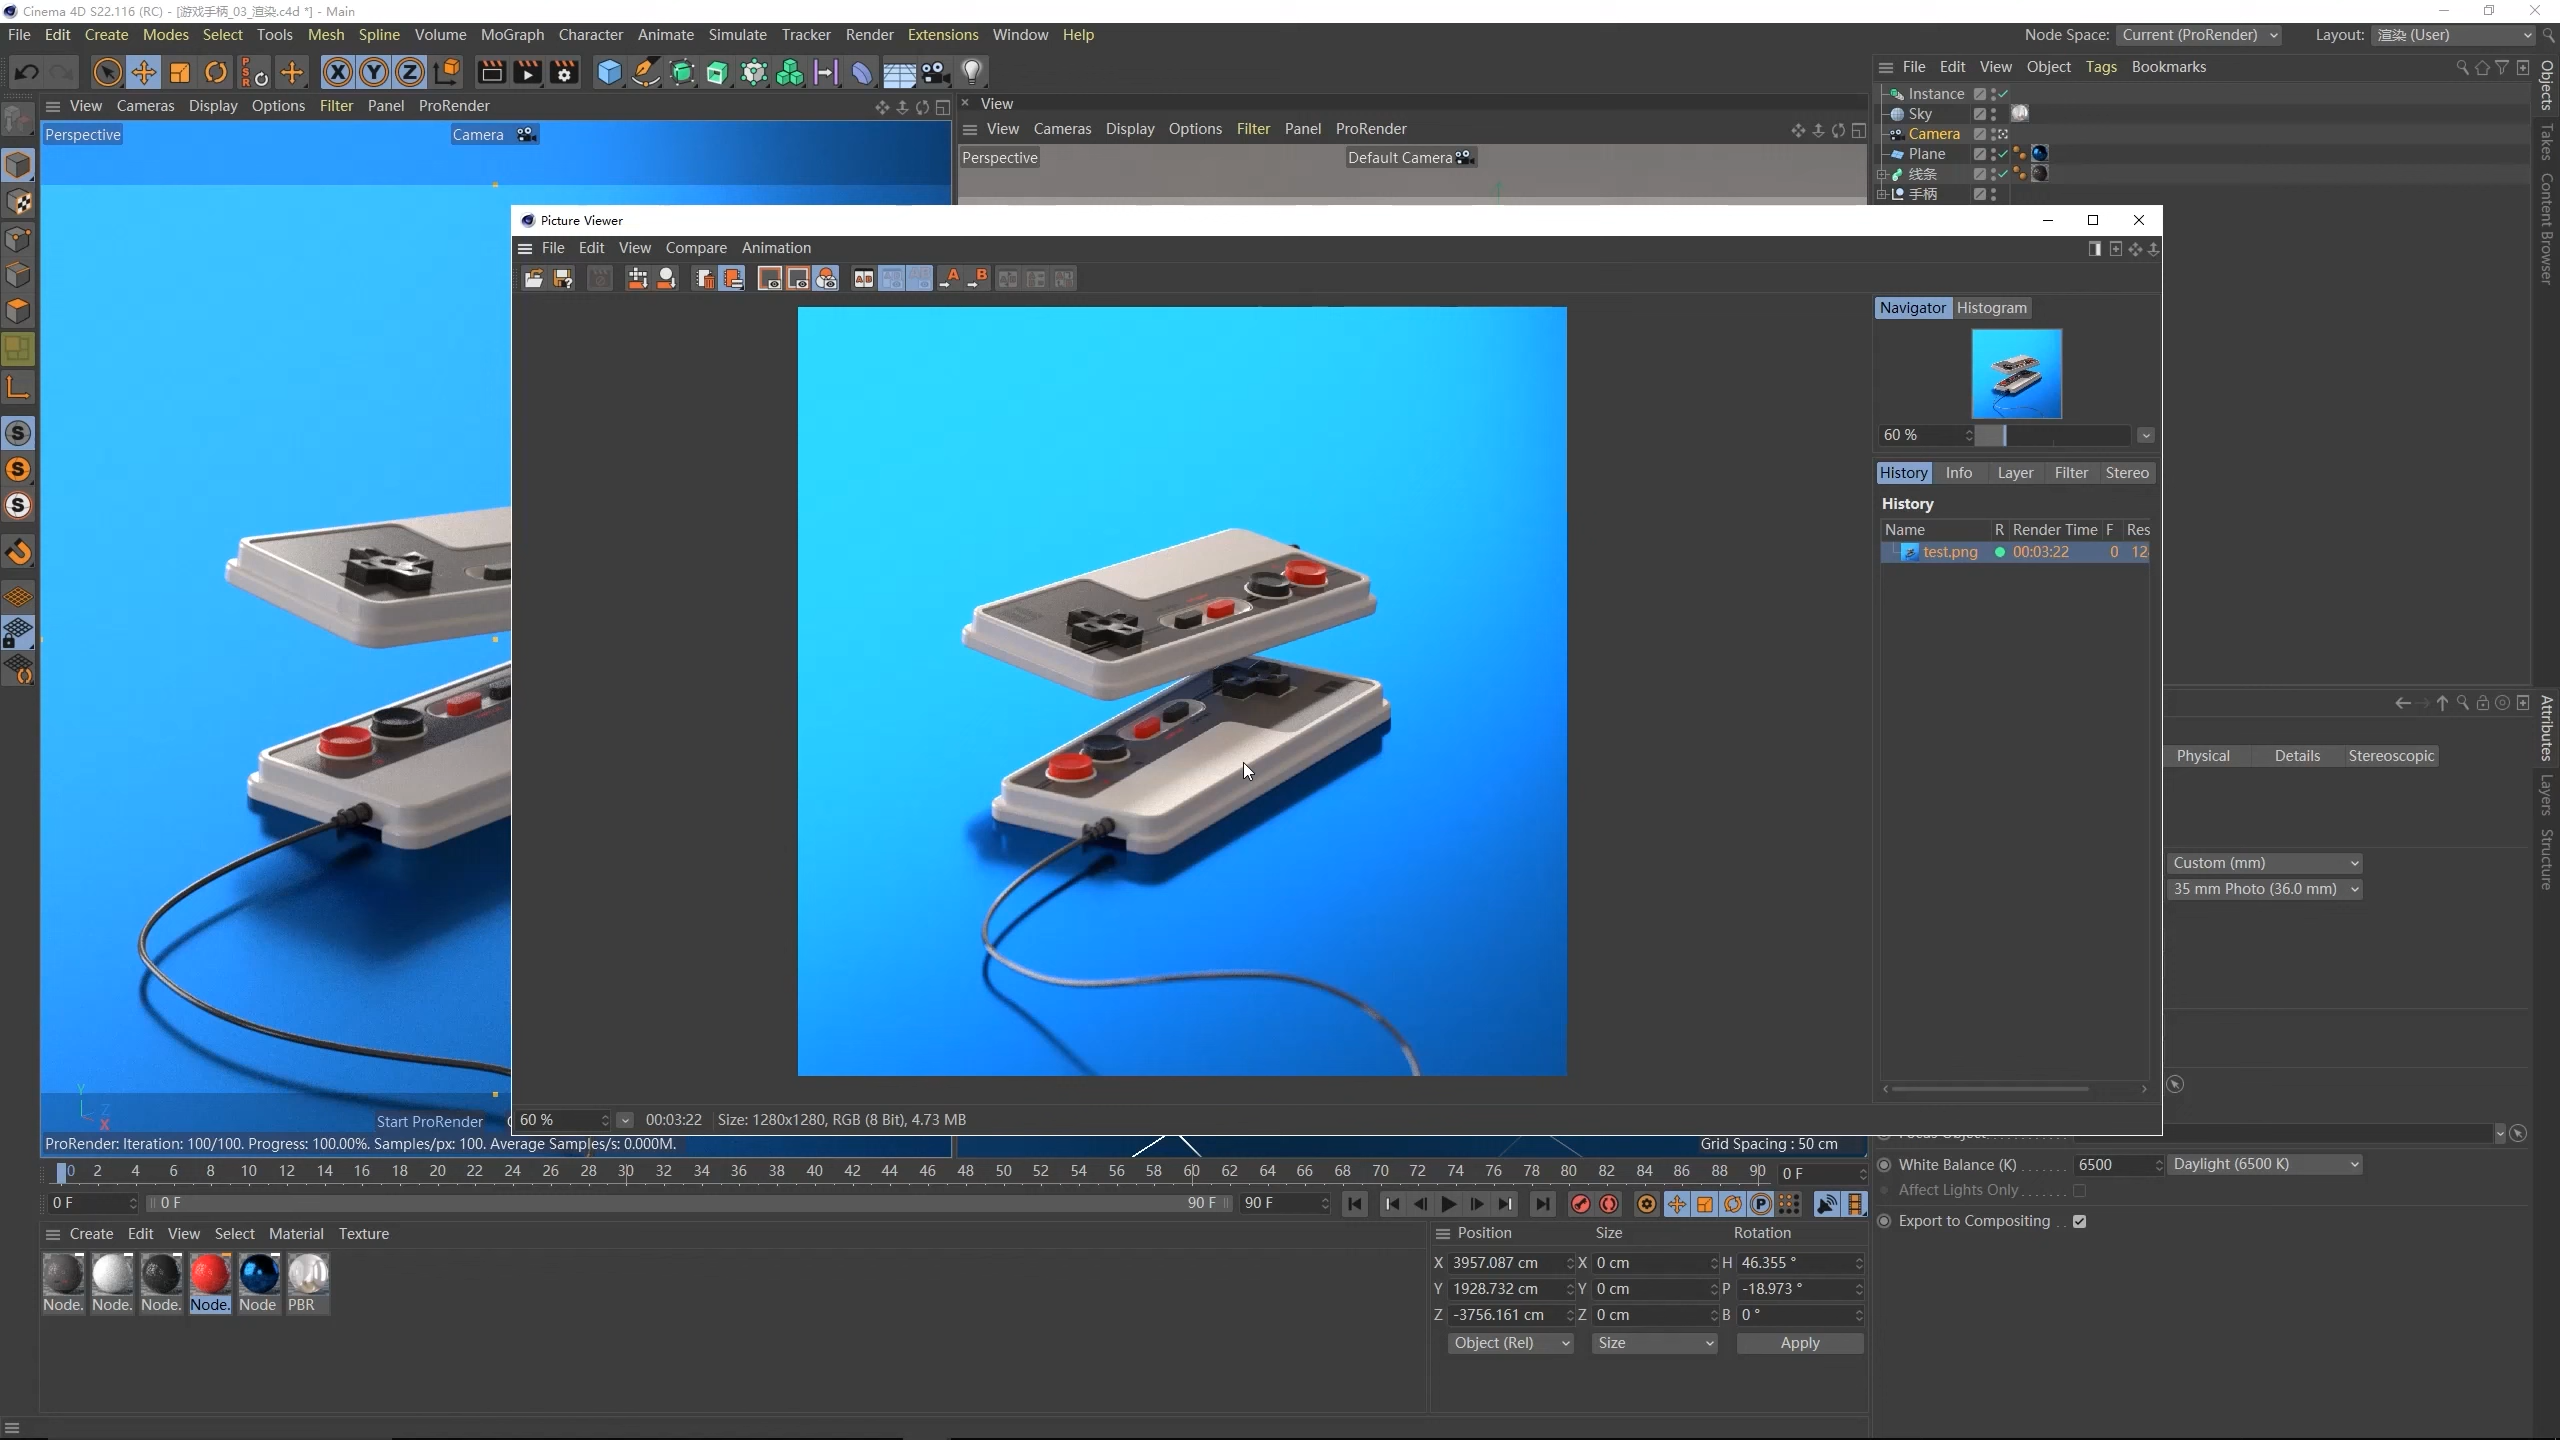 Cinema 4D S22.116 (RC) - [游戏手柄_03_渲染.c4d *] - Main
File Edit Create Modes Select Tools Mesh Spline Volume MoGraph Character Animate Simulate Tracker Render Extensions Window Help
Node Space: Current (ProRender) Layout: 渲染 (User)
File Edit View Object Tags Bookmarks
View Cameras Display Options Filter Panel ProRender
Perspective Camera
View
View Cameras Display Options Filter Panel ProRender
Perspective Default Camera
Instance
Sky
Camera
Plane
线条
手柄
Objects
Takes
Content Browser
Picture Viewer
File Edit View Compare Animation
Navigator Histogram
60 %
History Info Layer Filter Stereo
History
Name R Render Time F Res
test.png 00:03:22 0 12
60 % 00:03:22 Size: 1280x1280, RGB (8 Bit), 4.73 MB
Start ProRender
ProRender: Iteration: 100/100. Progress: 100.00%. Samples/px: 100. Average Samples/s: 0.000M.
Grid Spacing : 50 cm
Attributes
Layers
Structure
Physical Details Stereoscopic
Custom (mm)
35 mm Photo (36.0 mm)
White Balance (K) 6500 Daylight (6500 K)
Affect Lights Only
Export to Compositing
0 2 4 6 8 10 12 14 16 18 20 22 24 26 28 30 32 34 36 38 40 42 44 46 48 50 52 54 56 58 60 62 64 66 68 70 72 74 76 78 80 82 84 86 88 90 0 F
0 F 0 F 90 F 90 F
Create Edit View Select Material Texture
Node. Node. Node. Node. Node PBR
Position Size Rotation
X 3957.087 cm X 0 cm H 46.355 °
Y 1928.732 cm Y 0 cm P -18.973 °
Z -3756.161 cm Z 0 cm B 0 °
Object (Rel) Size Apply